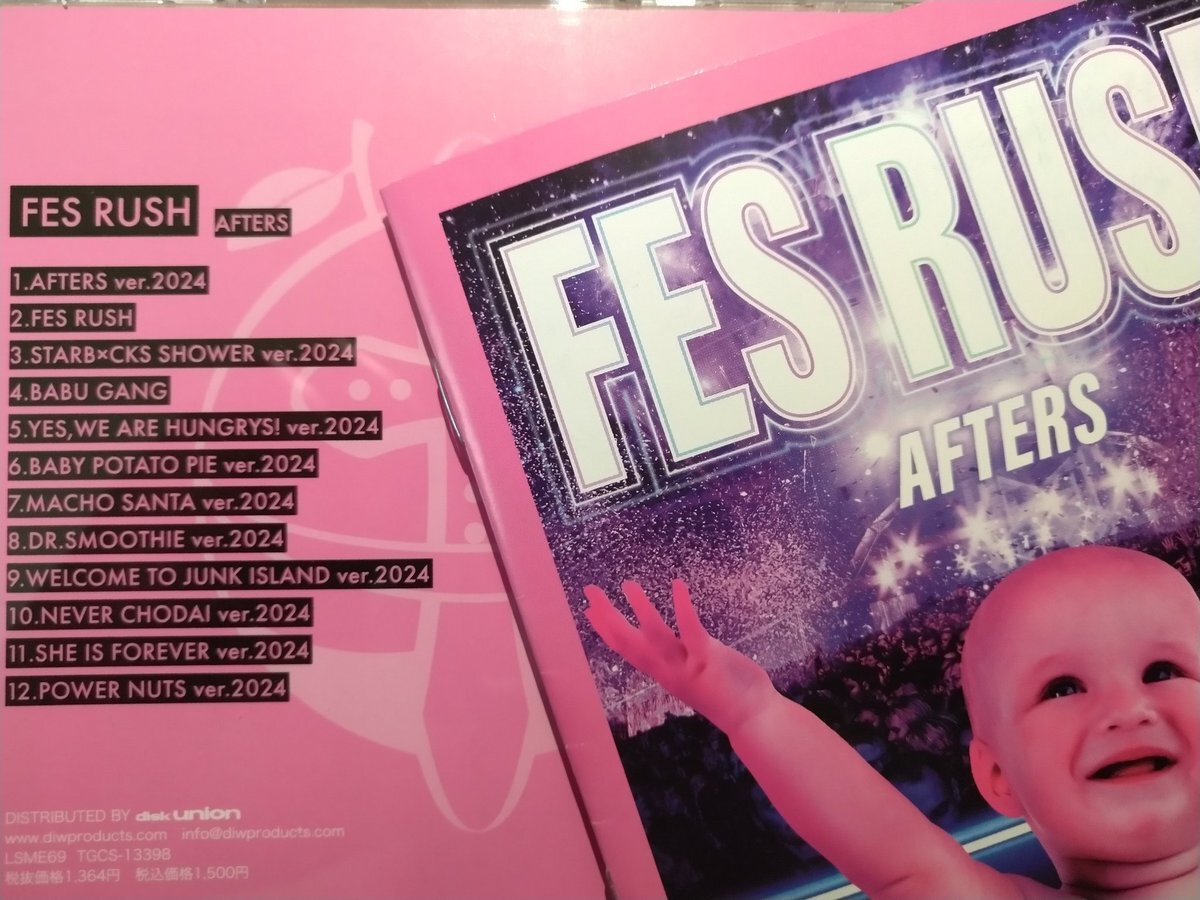 FES RUSH AFTERS
1.AFTERS ver.2024
2.FES RUSH
3.STARB×CKS SHOWER ver.2024
4.BABU GANG
5.YES,WE ARE HUNGRYS! ver.2024
6.BABY POTATO PIE ver.2024
7.MACHO SANTA ver.2024
8.DR.SMOOTHIE ver.2024
9.WELCOME TO JUNK ISLAND ver.2024
10.NEVER CHODAI ver.2024
11.SHE IS FOREVER ver.2024
12.POWER NUTS ver.2024
DISTRIBUTED BY disk union
www.diwproducts.com info@diwproducts.com
LSME69 TGCS-13398
税抜価格1,364円 税込価格1,500円
FES RUS
AFTERS